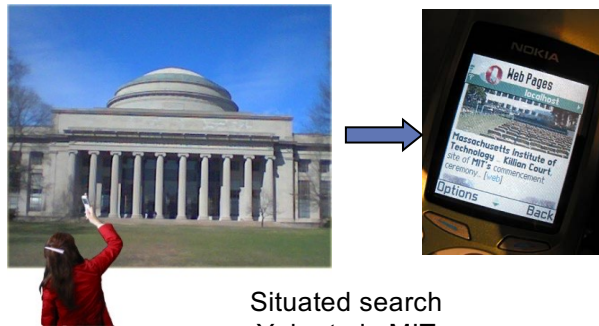 NOKIA
Web Pages
localhost
Massachusetts Institute of
Technology .. Killian Court,
site of MIT's commencement
ceremony... [web]
Options
Back
Situated search